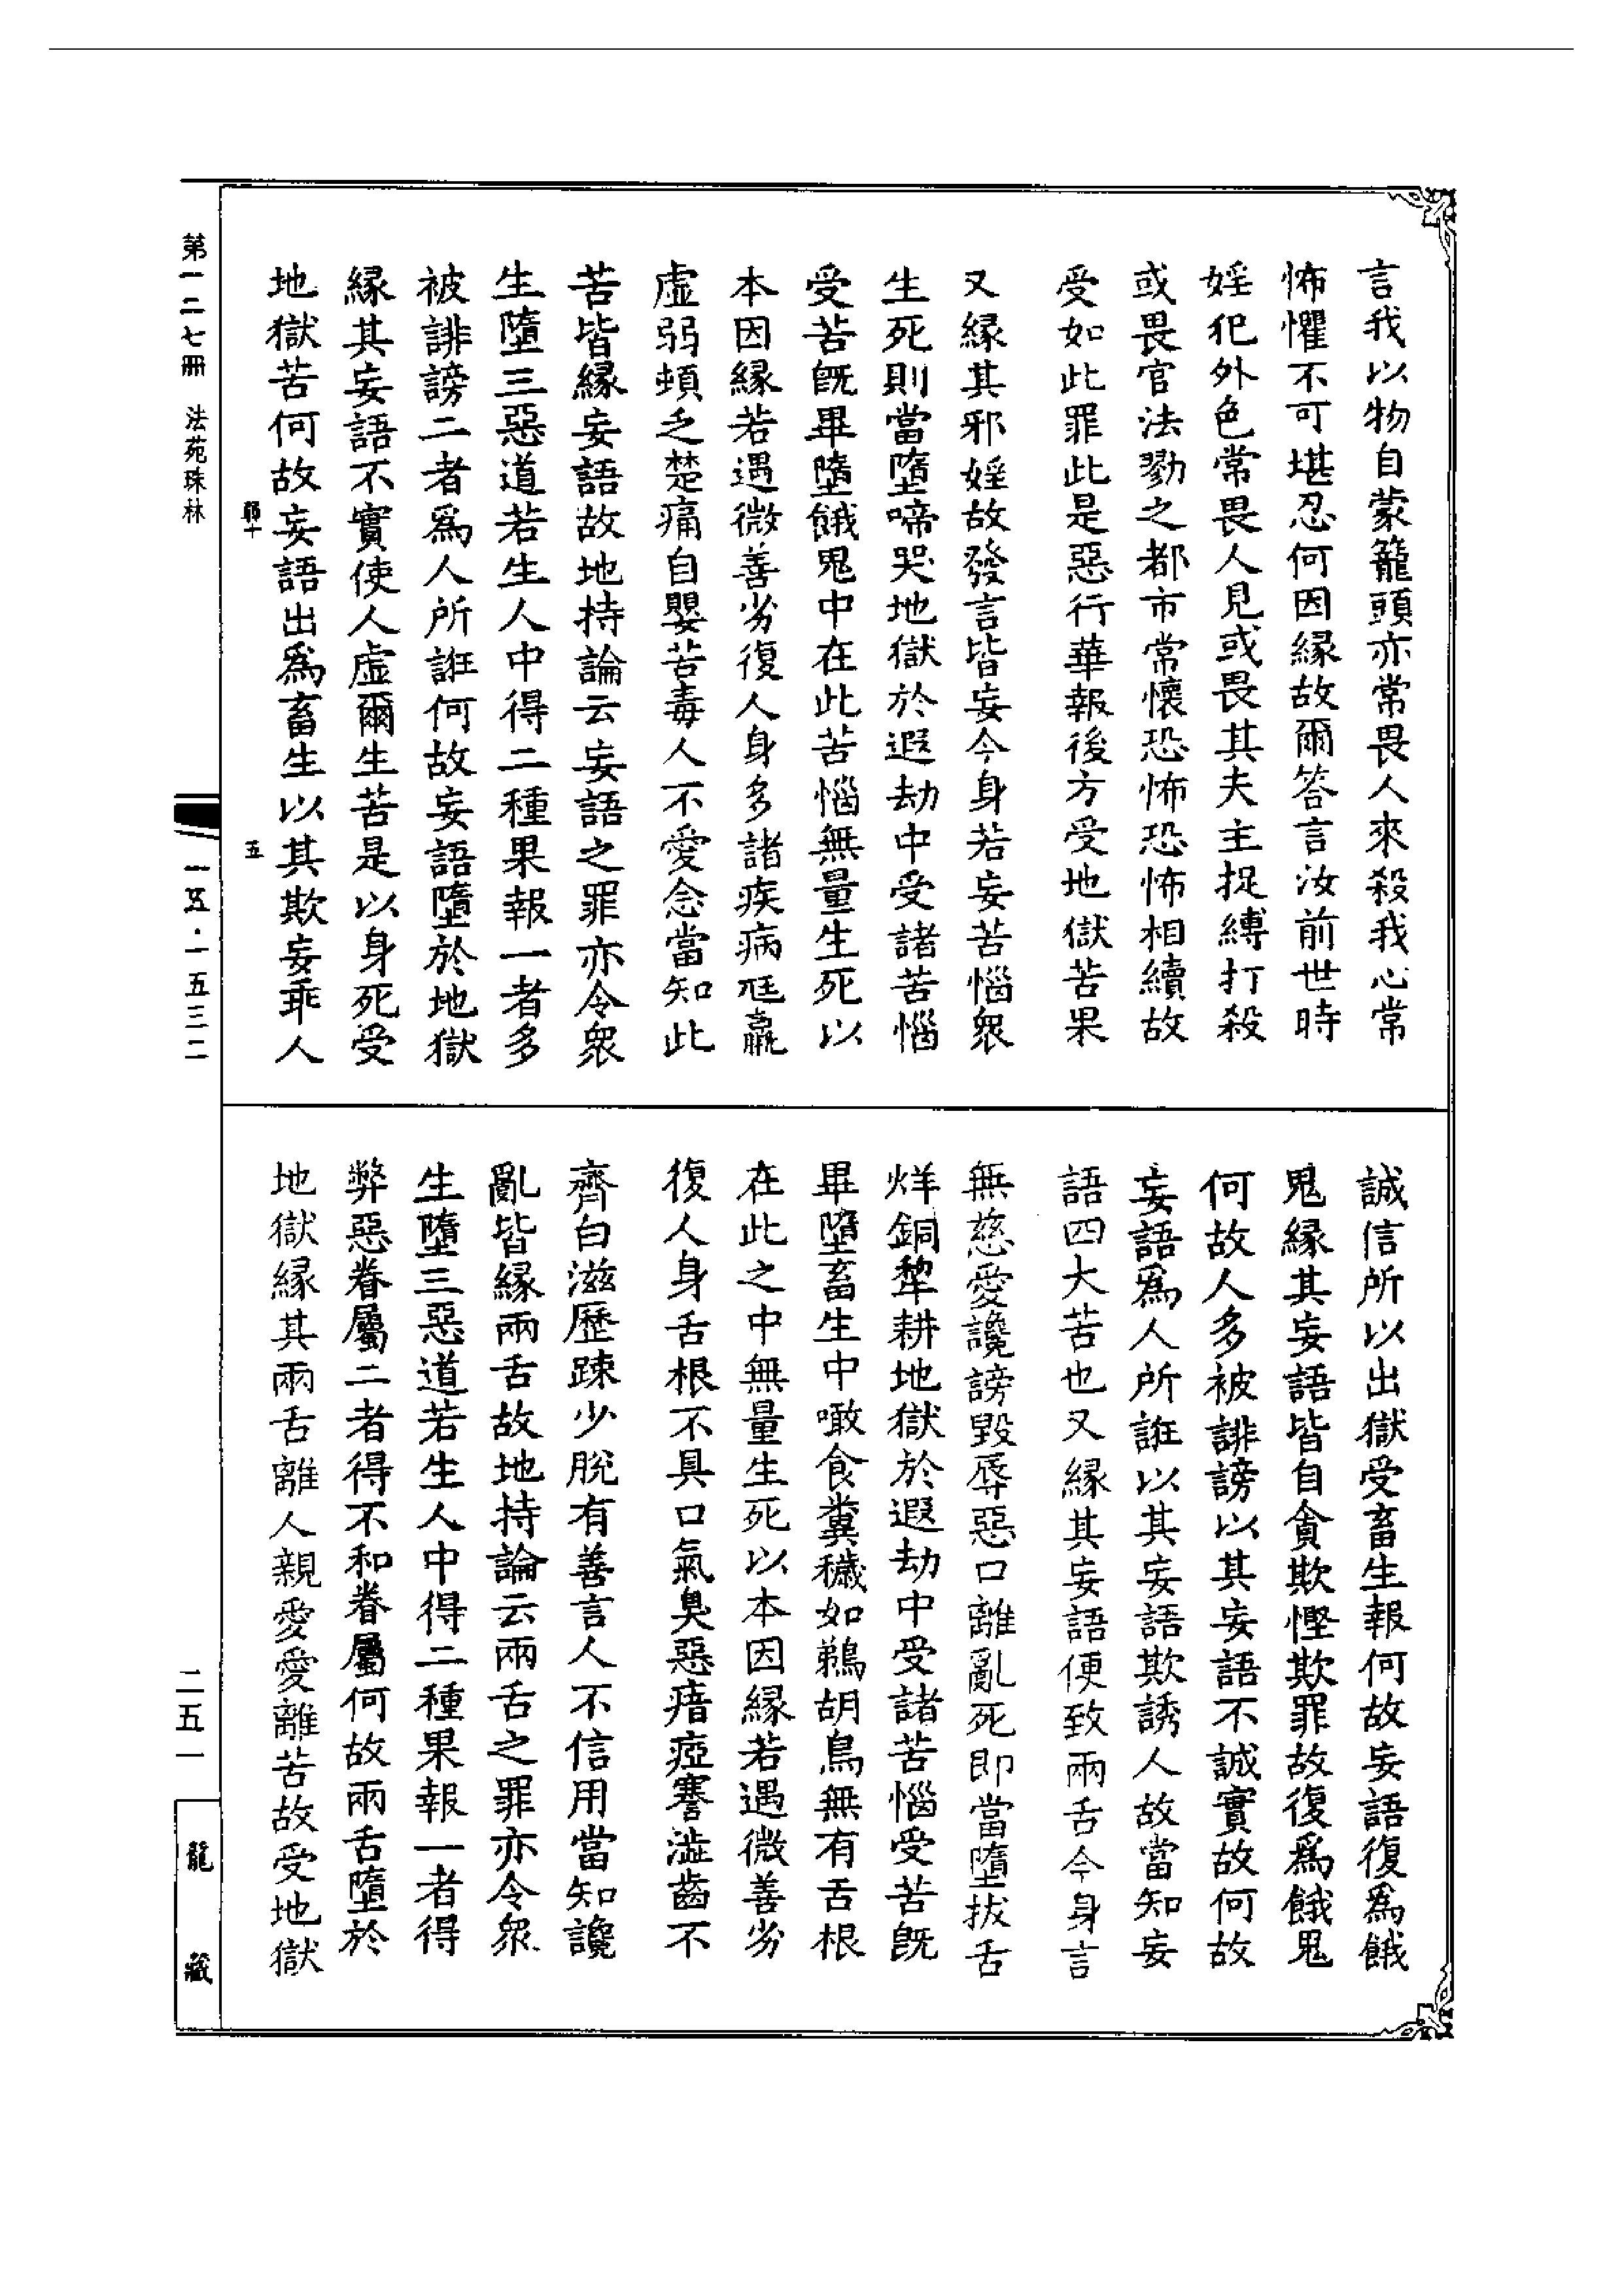 言我以物自蒙籠頭亦常畏人來殺我心常
怖懼不可堪忍何因緣故爾答言汝前世時
婬犯外色常畏人見或畏其夫主捉縛打殺
或畏官法勠之都市常懷恐怖恐怖相續故
受如此罪此是惡行華報後方受地獄苦果
又緣其邪婬故發言皆妄今身若妄苦惱衆
生死則當墮啼哭地獄於遐劫中受諸苦惱
受苦旣畢墮餓鬼中在此苦惱無量生死以
本因緣若遇微善劣復人身多諸疾病尫羸
虛弱頓乏楚痛自嬰苦毒人不愛念當知此
苦皆緣妄語故地持論云妄語之罪亦令衆
生墮三惡道若生人中得二種果報一者多
被誹謗二者爲人所誑何故妄語墮於地獄
緣其妄語不實使人虛爾生苦是以身死受
地獄苦何故妄語出爲畜生以其欺妄乖人
誠信所以出獄受畜生報何故妄語復爲餓
鬼緣其妄語皆自貪欺慳欺罪故復爲餓鬼
何故人多被誹謗以其妄語不誠實故何故
妄語爲人所誑以其妄語欺誘人故當知妄
語四大苦也又緣其妄語便致兩舌今身言
無慈愛讒謗毀辱惡口離亂死即當墮拔舌
烊銅犂耕地獄於遐劫中受諸苦惱受苦旣
畢墮畜生中噉食糞穢如鵜胡鳥無有舌根
在此之中無量生死以本因緣若遇微善劣
復人身舌根不具口氣臭惡瘖瘂謇澁齒不
齊白滋歷踈少脫有善言人不信用當知讒
亂皆緣兩舌故地持論云兩舌之罪亦令衆
生墮三惡道若生人中得二種果報一者得
弊惡眷屬二者得不和眷屬何故兩舌墮於
地獄緣其兩舌離人親愛愛離苦故受地獄
第一二七冊 法苑珠林
五
一五五・一五三二
二五一
龍藏